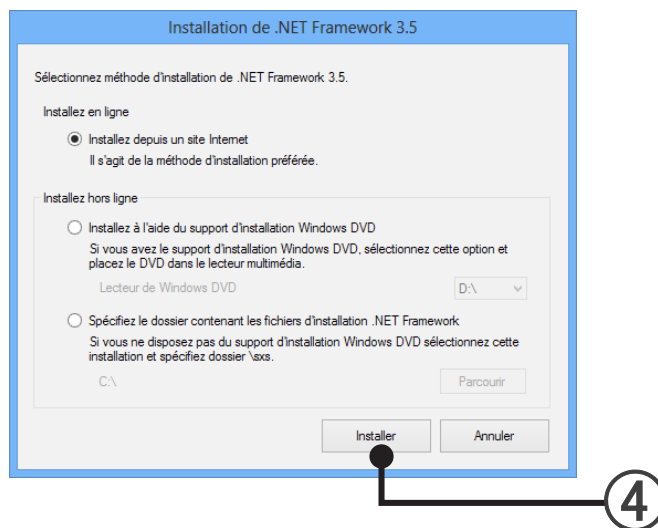 Installation de .NET Framework 3.5
Sélectionnez méthode d'installation de .NET Framework 3.5.
Installez en ligne
Installez depuis un site Internet
Il s'agit de la méthode d'installation préférée.
Installez hors ligne
Installez à l'aide du support d'installation Windows DVD
Si vous avez le support d'installation Windows DVD, sélectionnez cette option et
placez le DVD dans le lecteur multimédia.
Lecteur de Windows DVD D:\
Spécifiez le dossier contenant les fichiers d'installation .NET Framework
Si vous ne disposez pas du support d'installation Windows DVD sélectionnez cette
installation et spécifiez dossier \sxs.
C:\ Parcourir
Installer Annuler
4